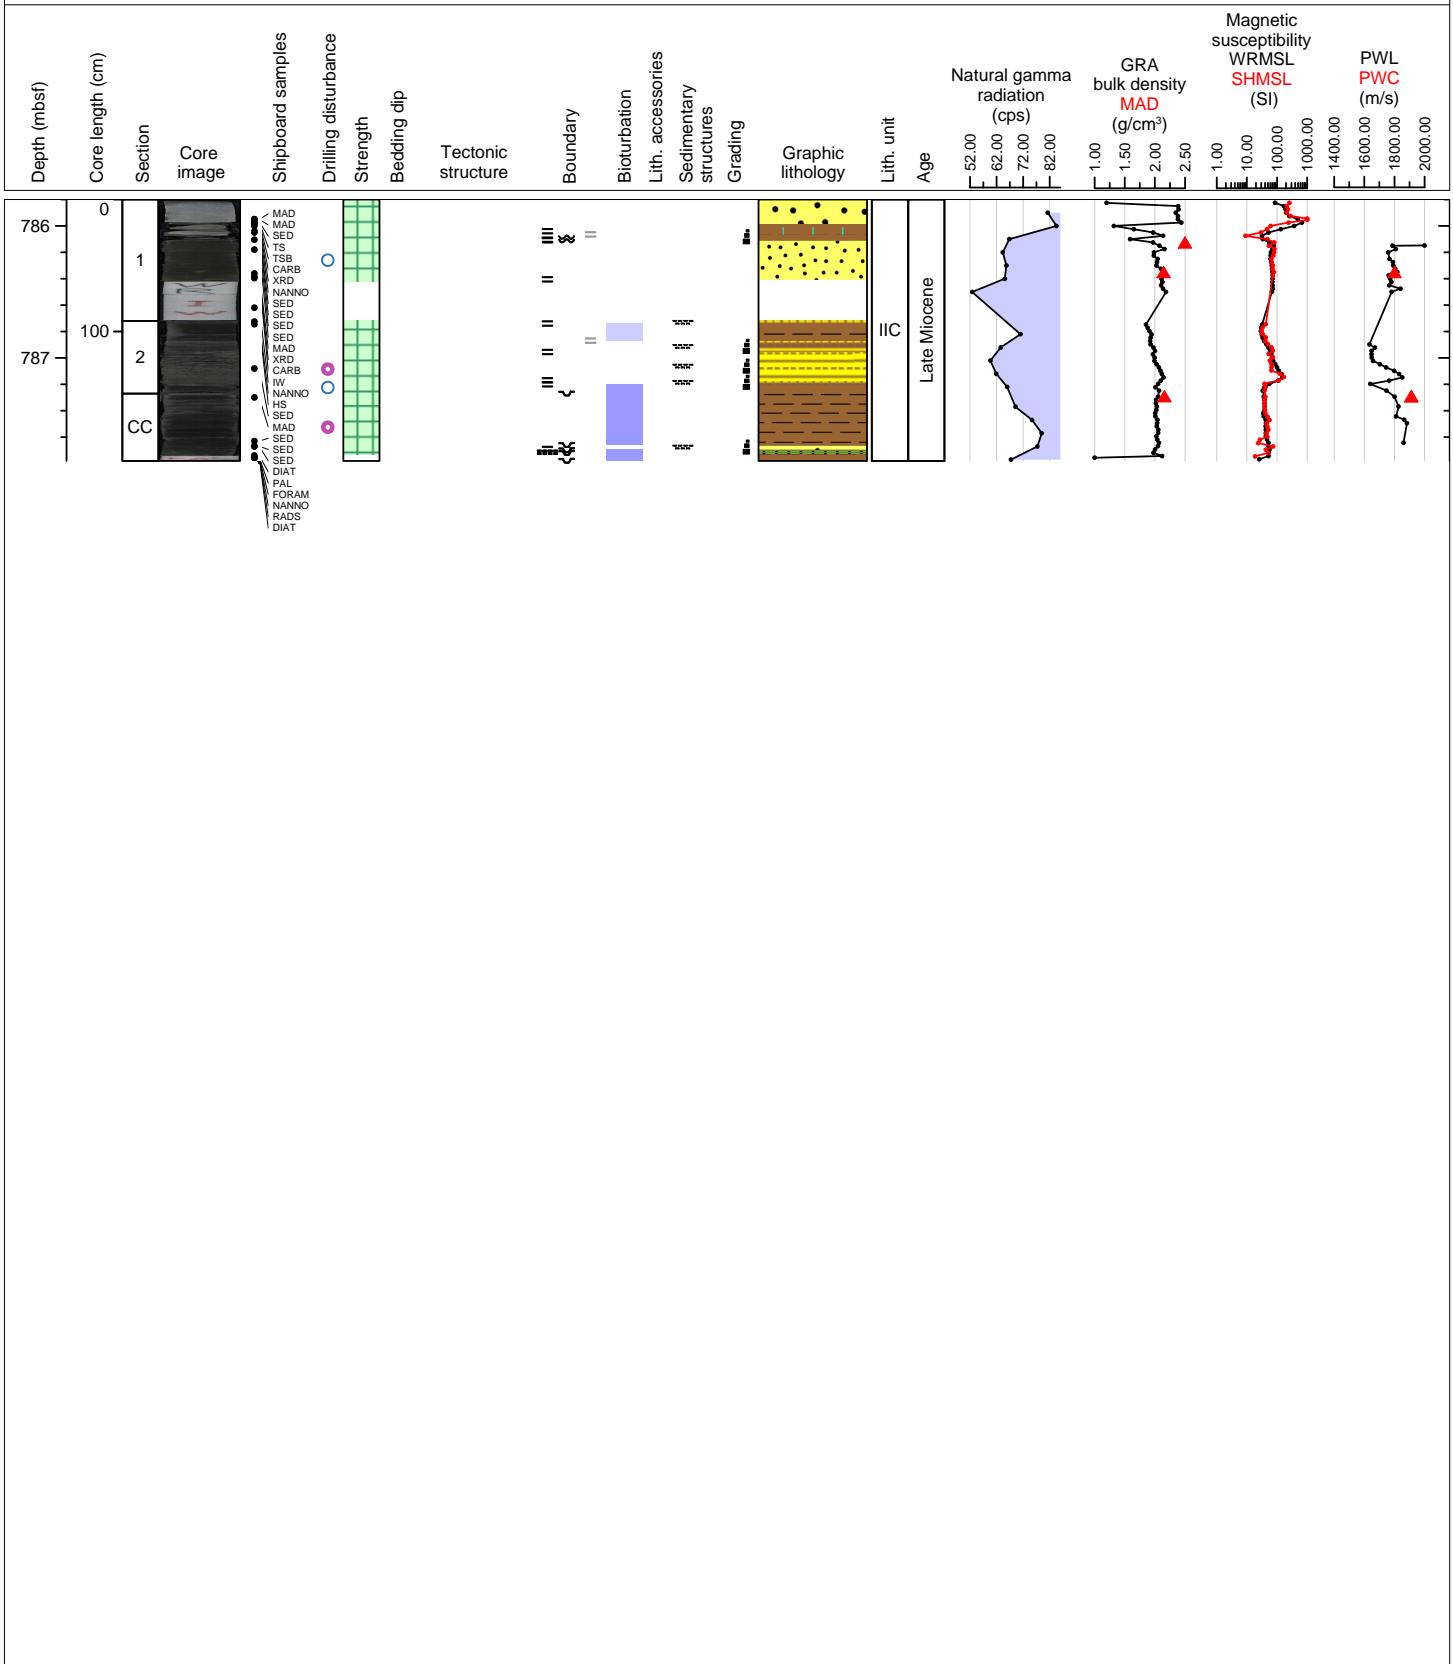 Depth (mbsf)
Core length (cm)
Section
Core
image
Shipboard samples
Drilling disturbance
Strength
Bedding dip
Tectonic
structure
Boundary
Bioturbation
Lith. accessories
Sedimentary
structures
Grading
Graphic
lithology
Lith. unit
Age
Natural gamma
radiation
(cps)
52.00
62.00
72.00
82.00
GRA
bulk density
MAD
(g/cm³)
1.00
1.50
2.00
2.50
Magnetic
susceptibility
WRMSL
SHMSL
(SI)
1.00
10.00
100.00
1000.00
PWL
PWC
(m/s)
1400.00
1600.00
1800.00
2000.00
786
787
0
100
1
2
CC
MAD
MAD
SED
TS
TSB
CARB
XRD
NANNO
SED
SED
SED
SED
MAD
XRD
CARB
IW
NANNO
HS
SED
MAD
SED
SED
SED
DIAT
PAL
FORAM
NANNO
RADS
DIAT
IIC
Late Miocene